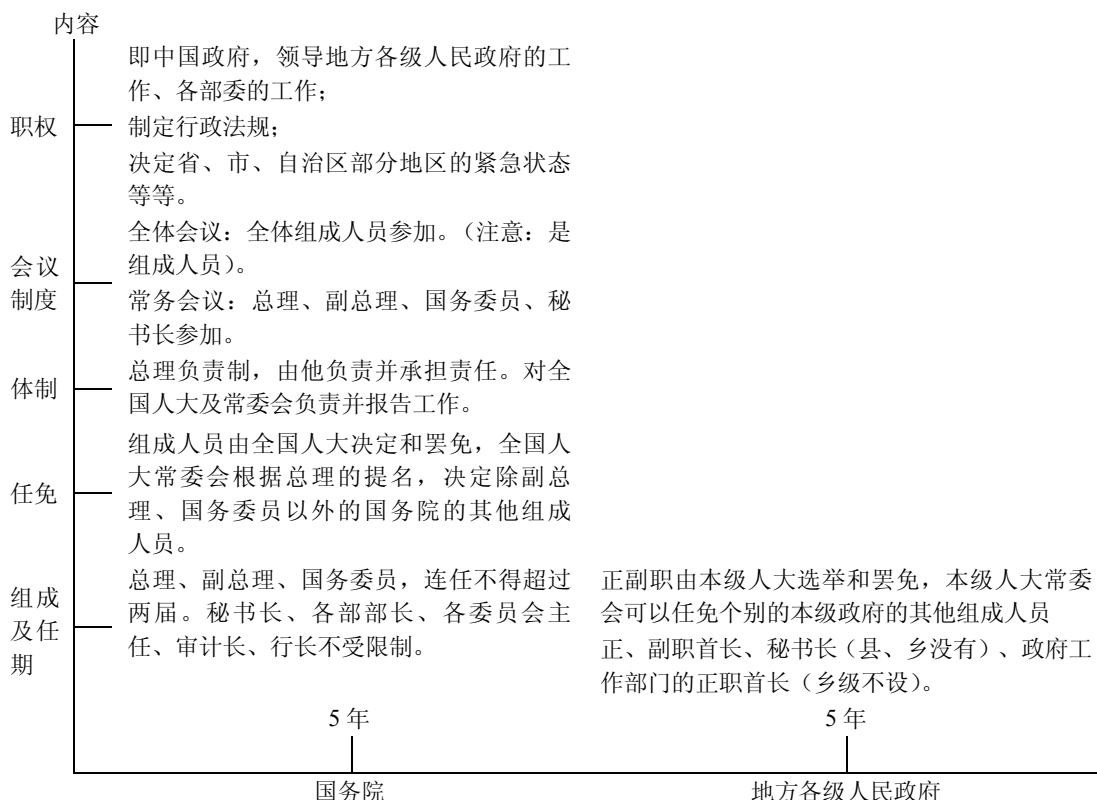 内容
即中国政府，领导地方各级人民政府的工
作、各部委的工作；
职权
制定行政法规；
决定省、市、自治区部分地区的紧急状态
等等。
全体会议：全体组成人员参加。（注意：是
组成人员）。
会议
制度
常务会议：总理、副总理、国务委员、秘
书长参加。
体制
总理负责制，由他负责并承担责任。对全
国人大及常委会负责并报告工作。
任免
组成人员由全国人大决定和罢免，全国人
大常委会根据总理的提名，决定除副总
理、国务委员以外的国务院的其他组成
人员。
组成
及任
期
总理、副总理、国务委员，连任不得超过
两届。秘书长、各部部长、各委员会主
任、审计长、行长不受限制。
正副职由本级人大选举和罢免，本级人大常委
会可以任免个别的本级政府的其他组成人员
正、副职首长、秘书长（县、乡没有）、政府工
作部门的正职首长（乡级不设）。
5 年
5 年
国务院
地方各级人民政府